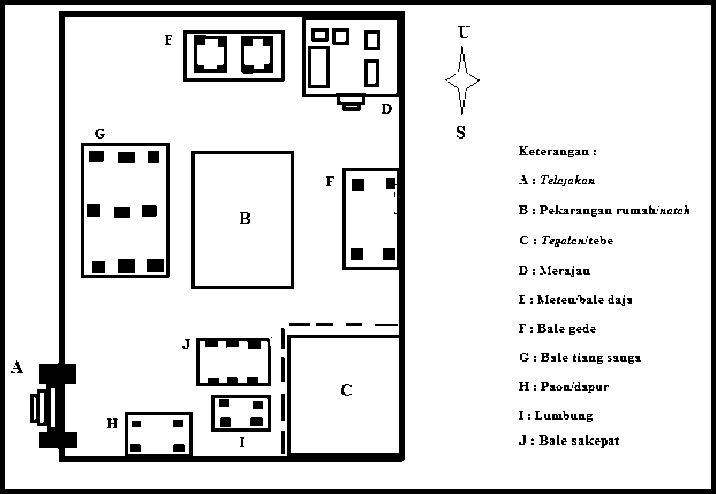 E
U
D
S
G
Keterangan :
A : Telajakan
F
B : Pekarangan rumah/natah
B
C : Tegalan/tebe
D : Merajan
E : Meten/bale daja
F : Bale gede
J
G : Bale tiang sanga
A
C
H : Paon/dapur
H
I : Lumbung
I
J : Bale sakepat